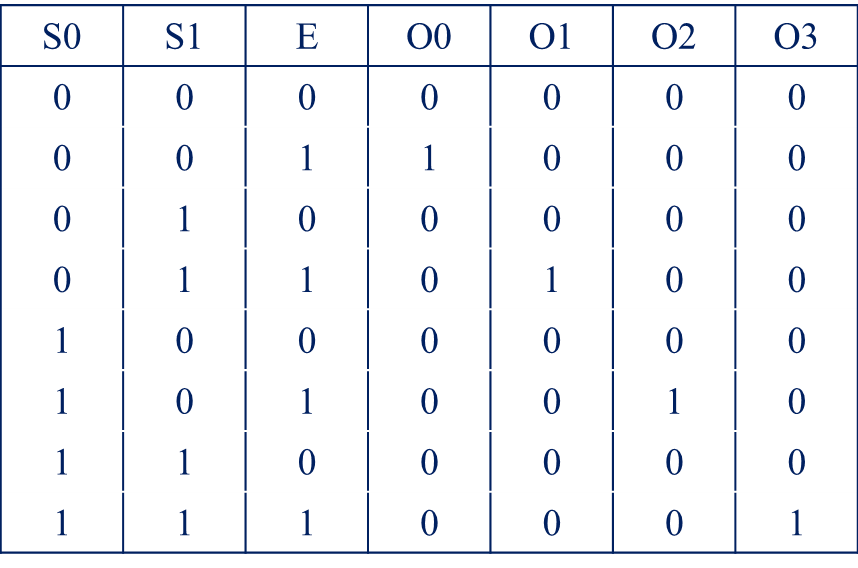 S0 S1 E O0 O1 O2 O3
0 0 0 0 0 0 0
0 0 1 1 0 0 0
0 1 0 0 0 0 0
0 1 1 0 1 0 0
1 0 0 0 0 0 0
1 0 1 0 0 1 0
1 1 0 0 0 0 0
1 1 1 0 0 0 1